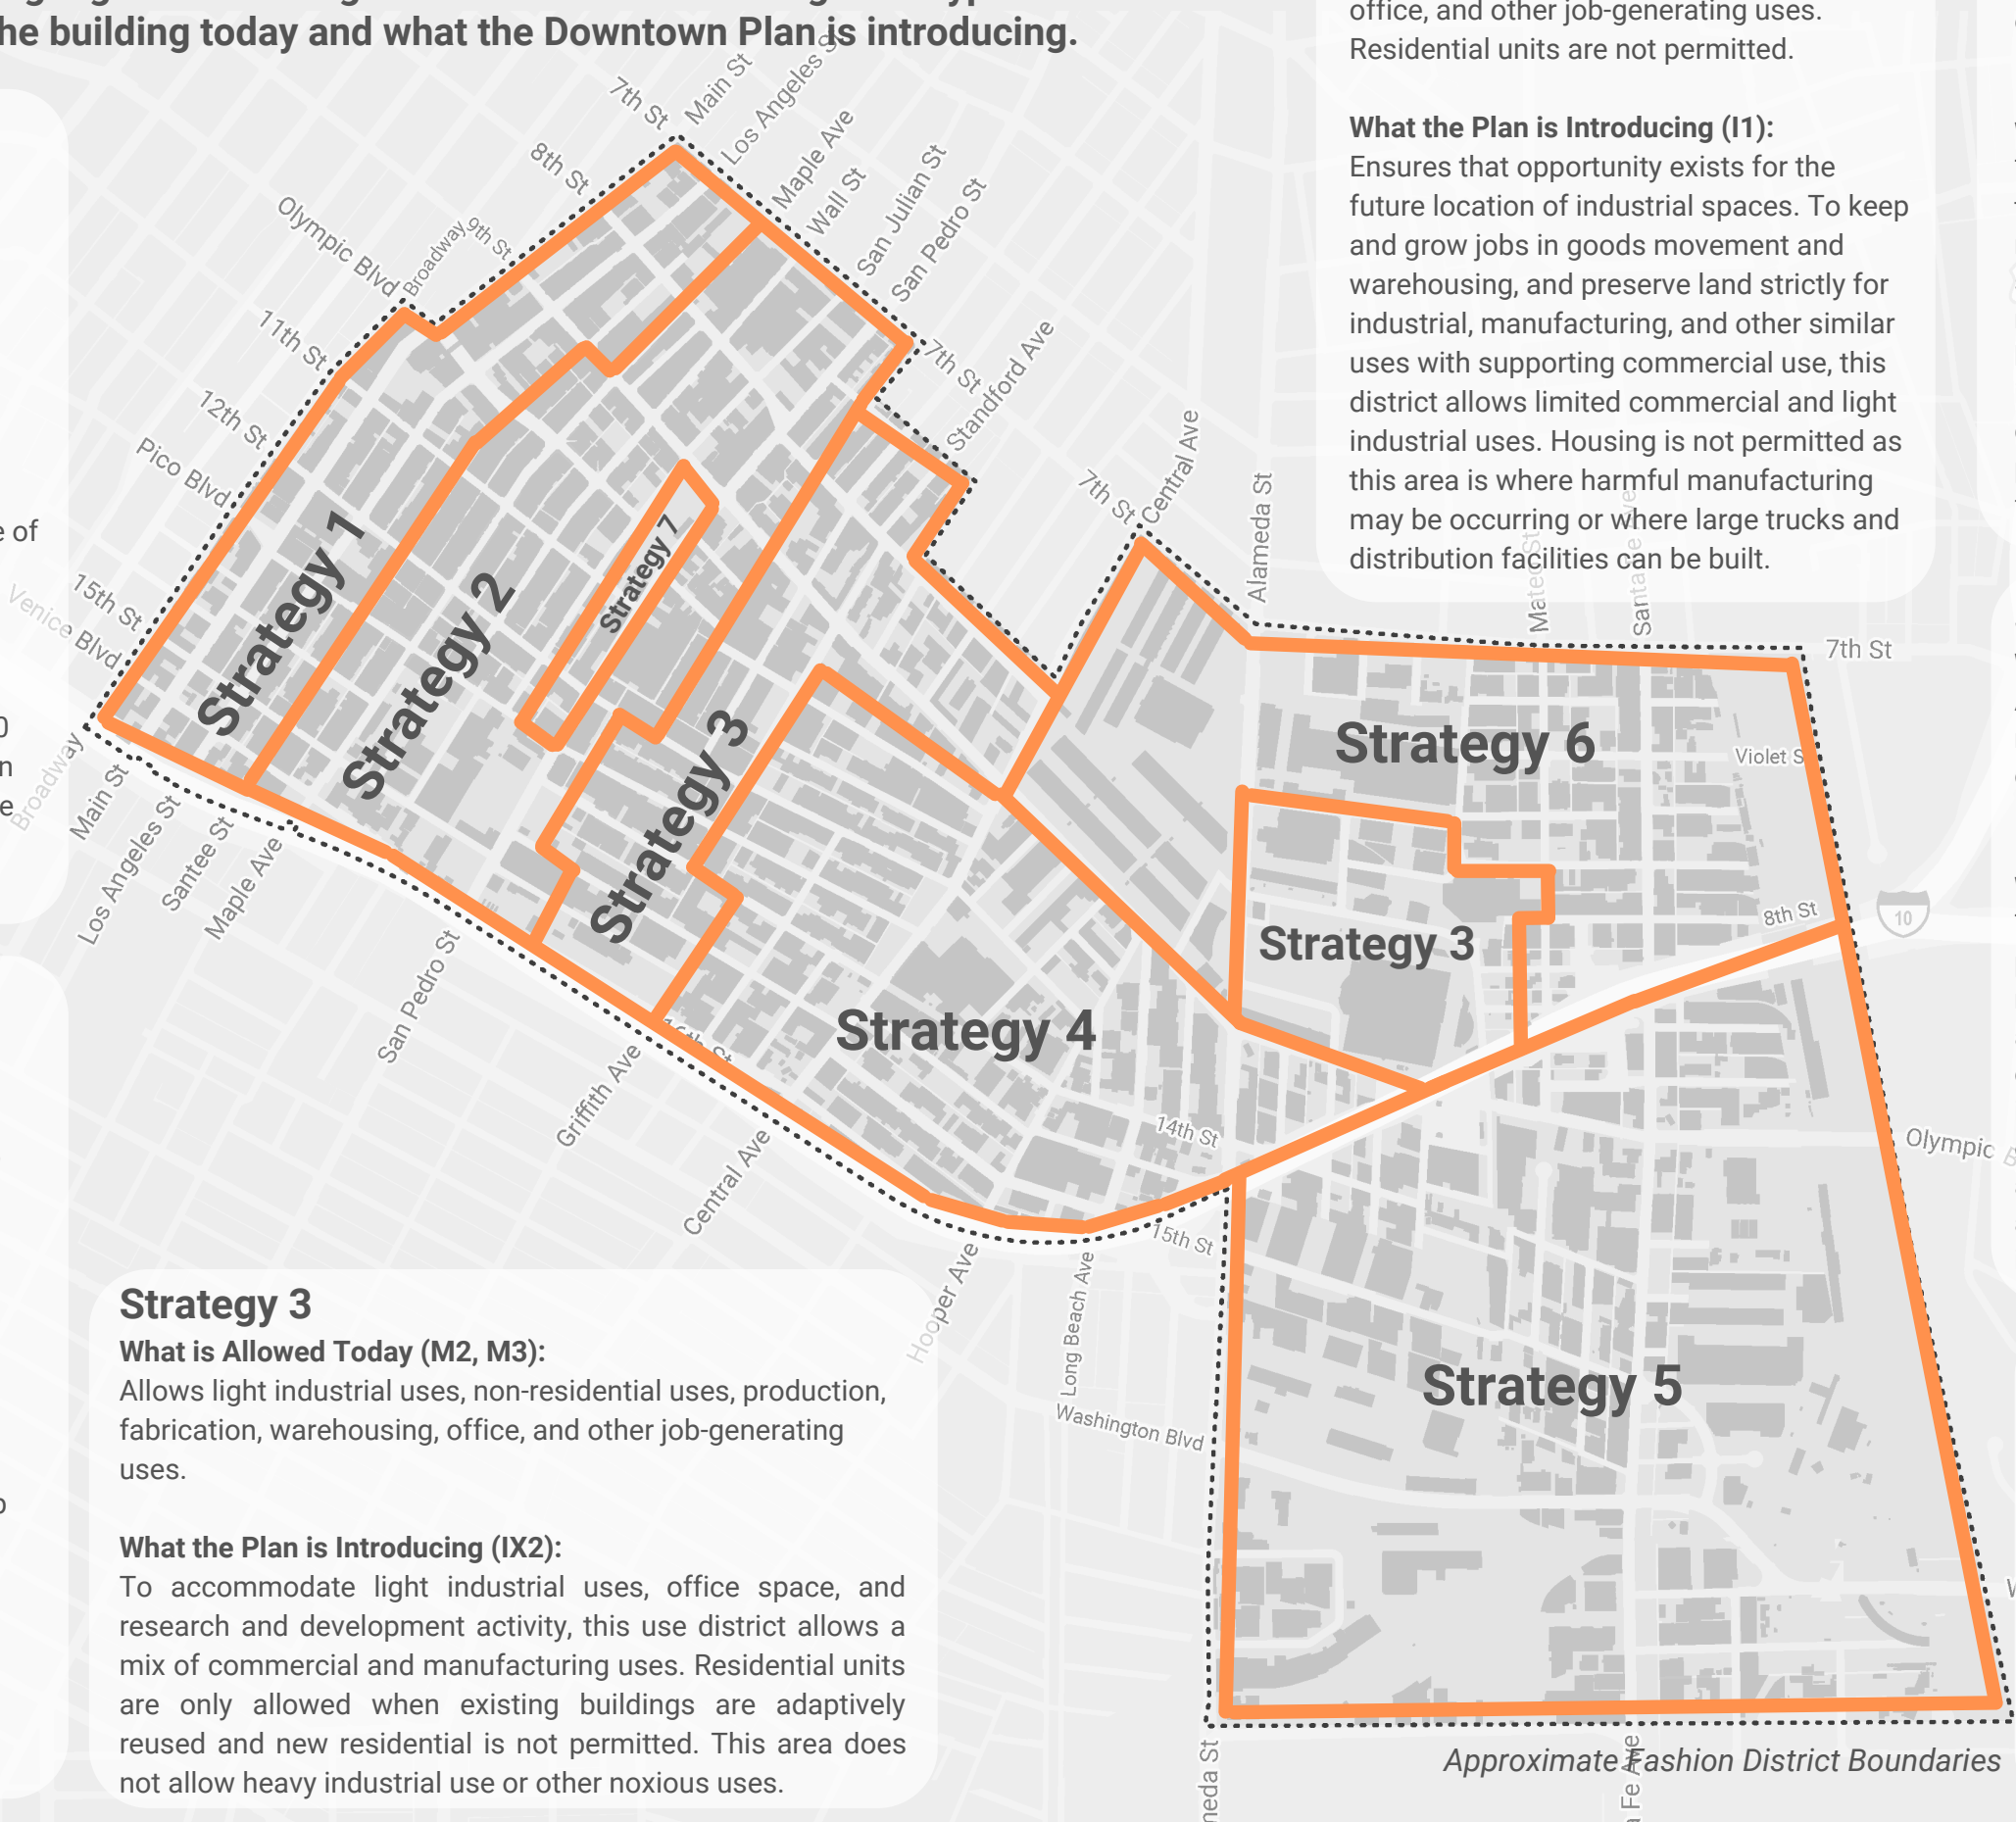 he building today and what the Downtown Plan is introducing.
office, and other job-generating uses.
Residential units are not permitted.
What the Plan is Introducing (I1):
Ensures that opportunity exists for the
future location of industrial spaces. To keep
and grow jobs in goods movement and
warehousing, and preserve land strictly for
industrial, manufacturing, and other similar
uses with supporting commercial use, this
district allows limited commercial and light
industrial uses. Housing is not permitted as
this area is where harmful manufacturing
may be occurring or where large trucks and
distribution facilities can be built.
7th St
Main St
Los Angeles St
Maple Ave
Wall St
San Julian St
San Pedro St
8th St
9th St
Broadway
Olympic Blvd
11th St
12th St
Pico Blvd
15th St
Venice Blvd
7th St
Standford Ave
7th St
Central Ave
Alameda St
Mateo St
Santa Fe Ave
7th St
Violet S
8th St
10
Olympic B
e of
0
n
e
Strategy 1
Strategy 2
Strategy 7
Strategy 3
Strategy 6
Strategy 3
Strategy 4
Strategy 5
Broadway
Main St
Los Angeles St
Santee St
Maple Ave
San Pedro St
Griffith Ave
16th St
Central Ave
Hooper Ave
Long Beach Ave
14th St
15th St
Washington Blvd
meda St
a Fe Ave
Strategy 3
What is Allowed Today (M2, M3):
Allows light industrial uses, non-residential uses, production,
fabrication, warehousing, office, and other job-generating
uses.
What the Plan is Introducing (IX2):
To accommodate light industrial uses, office space, and
research and development activity, this use district allows a
mix of commercial and manufacturing uses. Residential units
are only allowed when existing buildings are adaptively
reused and new residential is not permitted. This area does
not allow heavy industrial use or other noxious uses.
Approximate Fashion District Boundaries